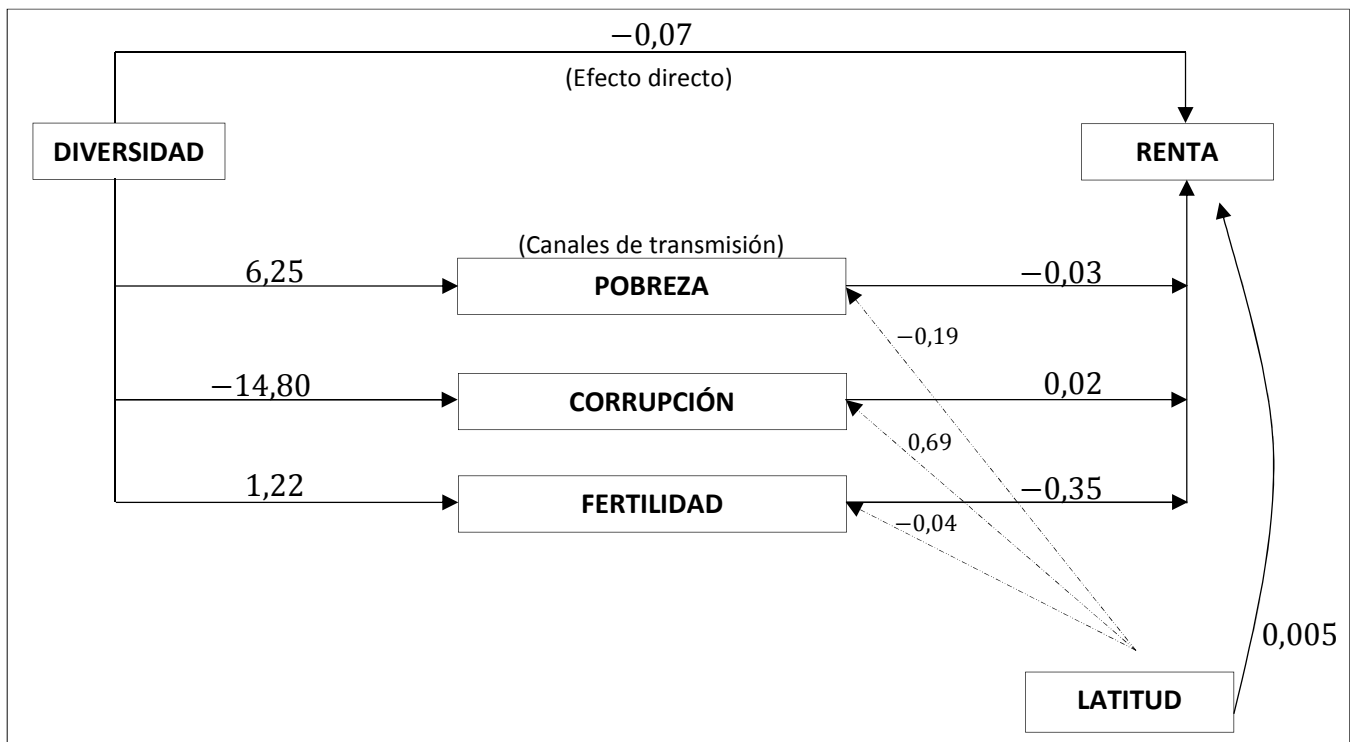 −0,07
(Efecto directo)
DIVERSIDAD
RENTA
(Canales de transmisión)
6,25
POBREZA
−0,03
−0,19
−14,80
CORRUPCIÓN
0,02
0,69
1,22
FERTILIDAD
−0,35
−0,04
0,005
LATITUD